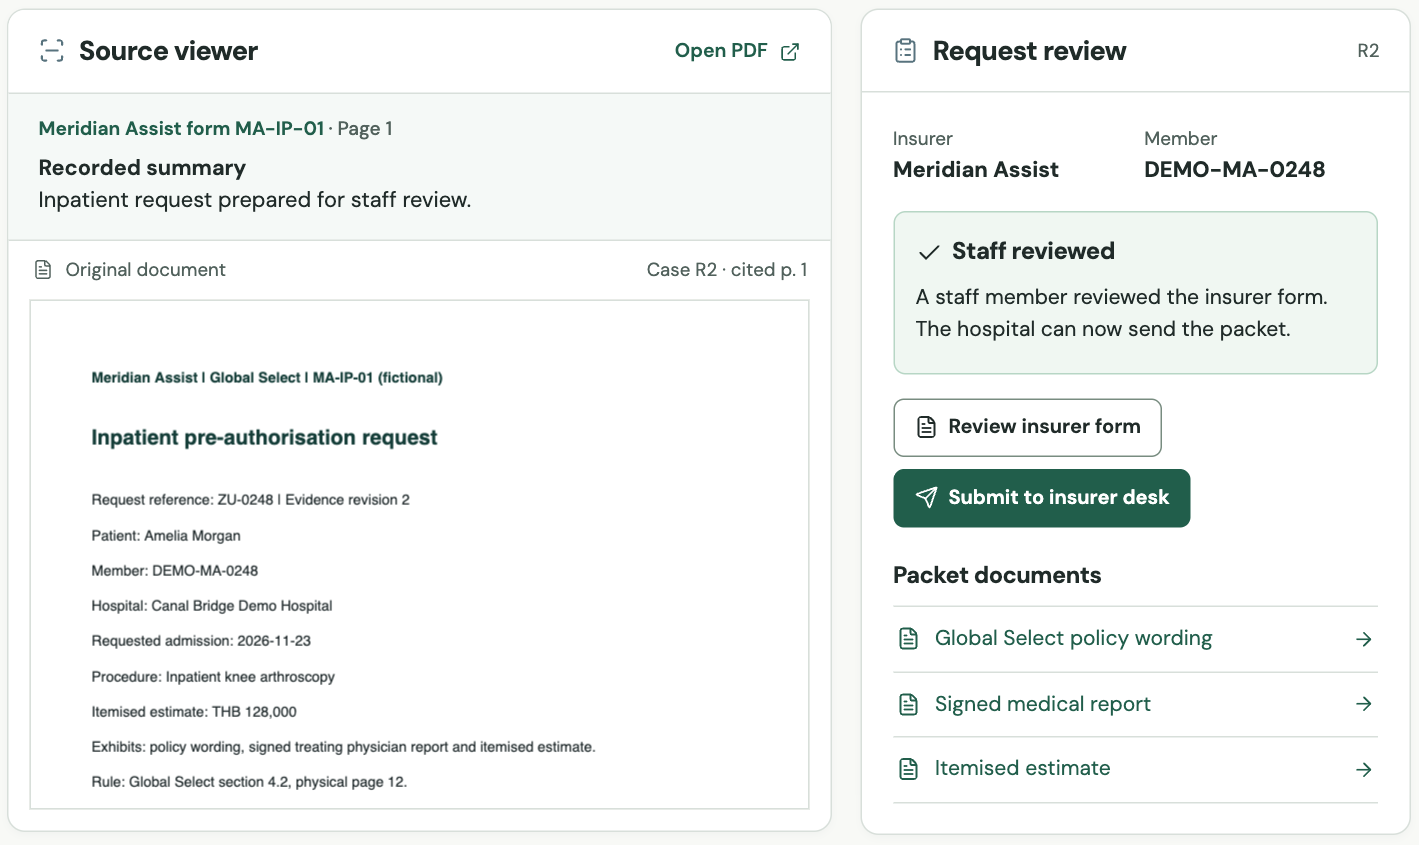 Source viewer
Open PDF
Meridian Assist form MA-IP-01 · Page 1
Recorded summary
Inpatient request prepared for staff review.
Original document
Case R2 · cited p. 1
Meridian Assist | Global Select | MA-IP-01 (fictional)
Inpatient pre-authorisation request
Request reference: ZU-0248 | Evidence revision 2
Patient: Amelia Morgan
Member: DEMO-MA-0248
Hospital: Canal Bridge Demo Hospital
Requested admission: 2026-11-23
Procedure: Inpatient knee arthroscopy
Itemised estimate: THB 128,000
Exhibits: policy wording, signed treating physician report and itemised estimate.
Rule: Global Select section 4.2, physical page 12.
Request review
R2
Insurer
Meridian Assist
Member
DEMO-MA-0248
Staff reviewed
A staff member reviewed the insurer form.
The hospital can now send the packet.
Review insurer form
Submit to insurer desk
Packet documents
Global Select policy wording
Signed medical report
Itemised estimate